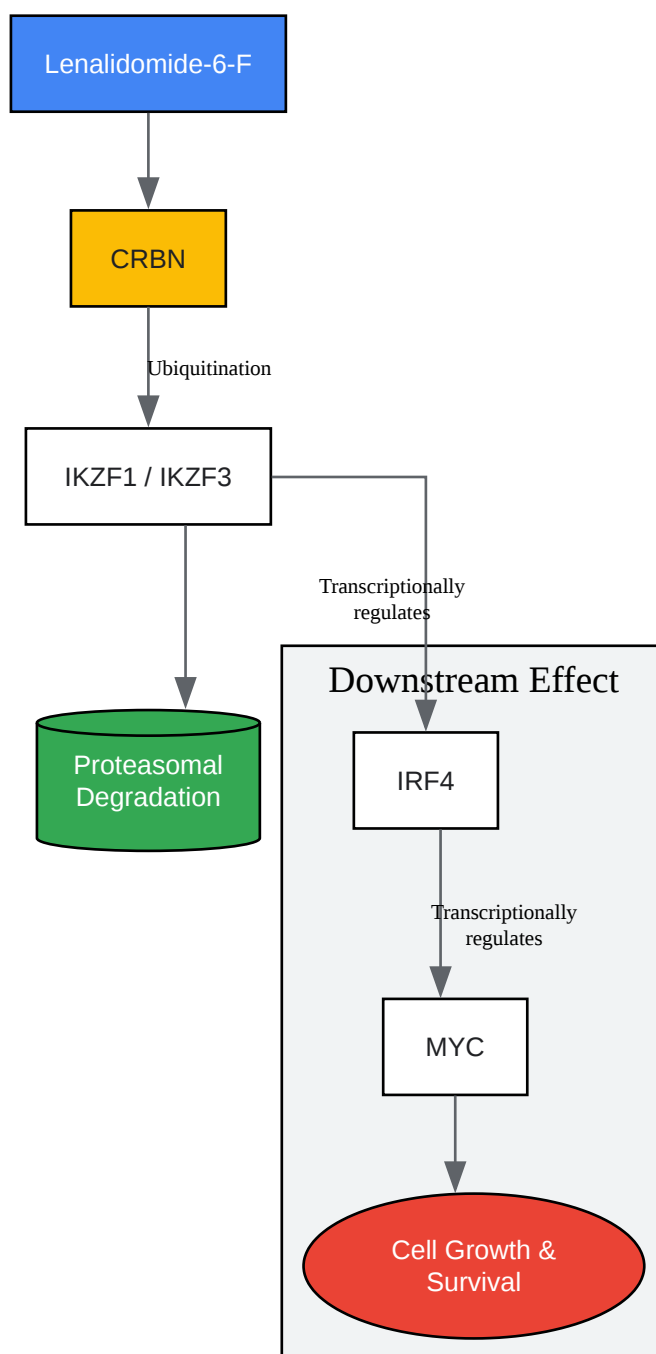 Lenalidomide-6-F
CRBN
Ubiquitination
IKZF1 / IKZF3
Transcriptionally
regulates
Downstream Effect
Proteasomal
Degradation
IRF4
Transcriptionally
regulates
MYC
Cell Growth &
Survival